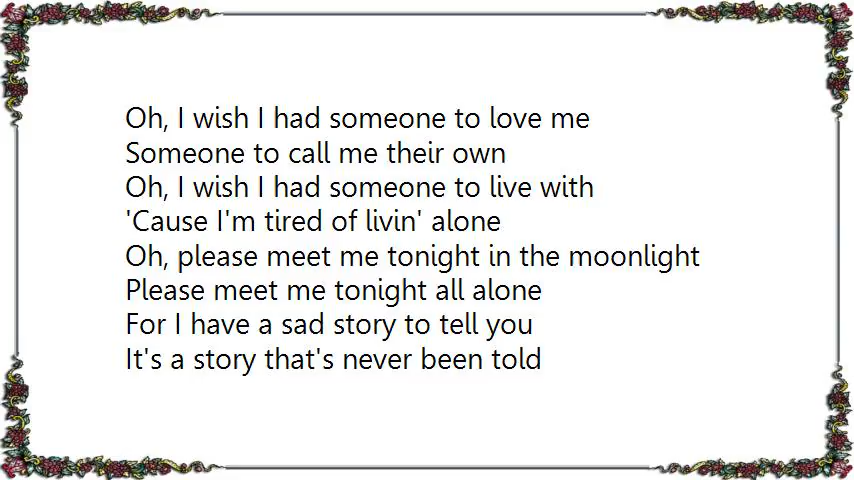 Oh, I wish I had someone to love me
Someone to call me their own
Oh, I wish I had someone to live with
'Cause I'm tired of livin' alone
Oh, please meet me tonight in the moonlight
Please meet me tonight all alone
For I have a sad story to tell you
It's a story that's never been told